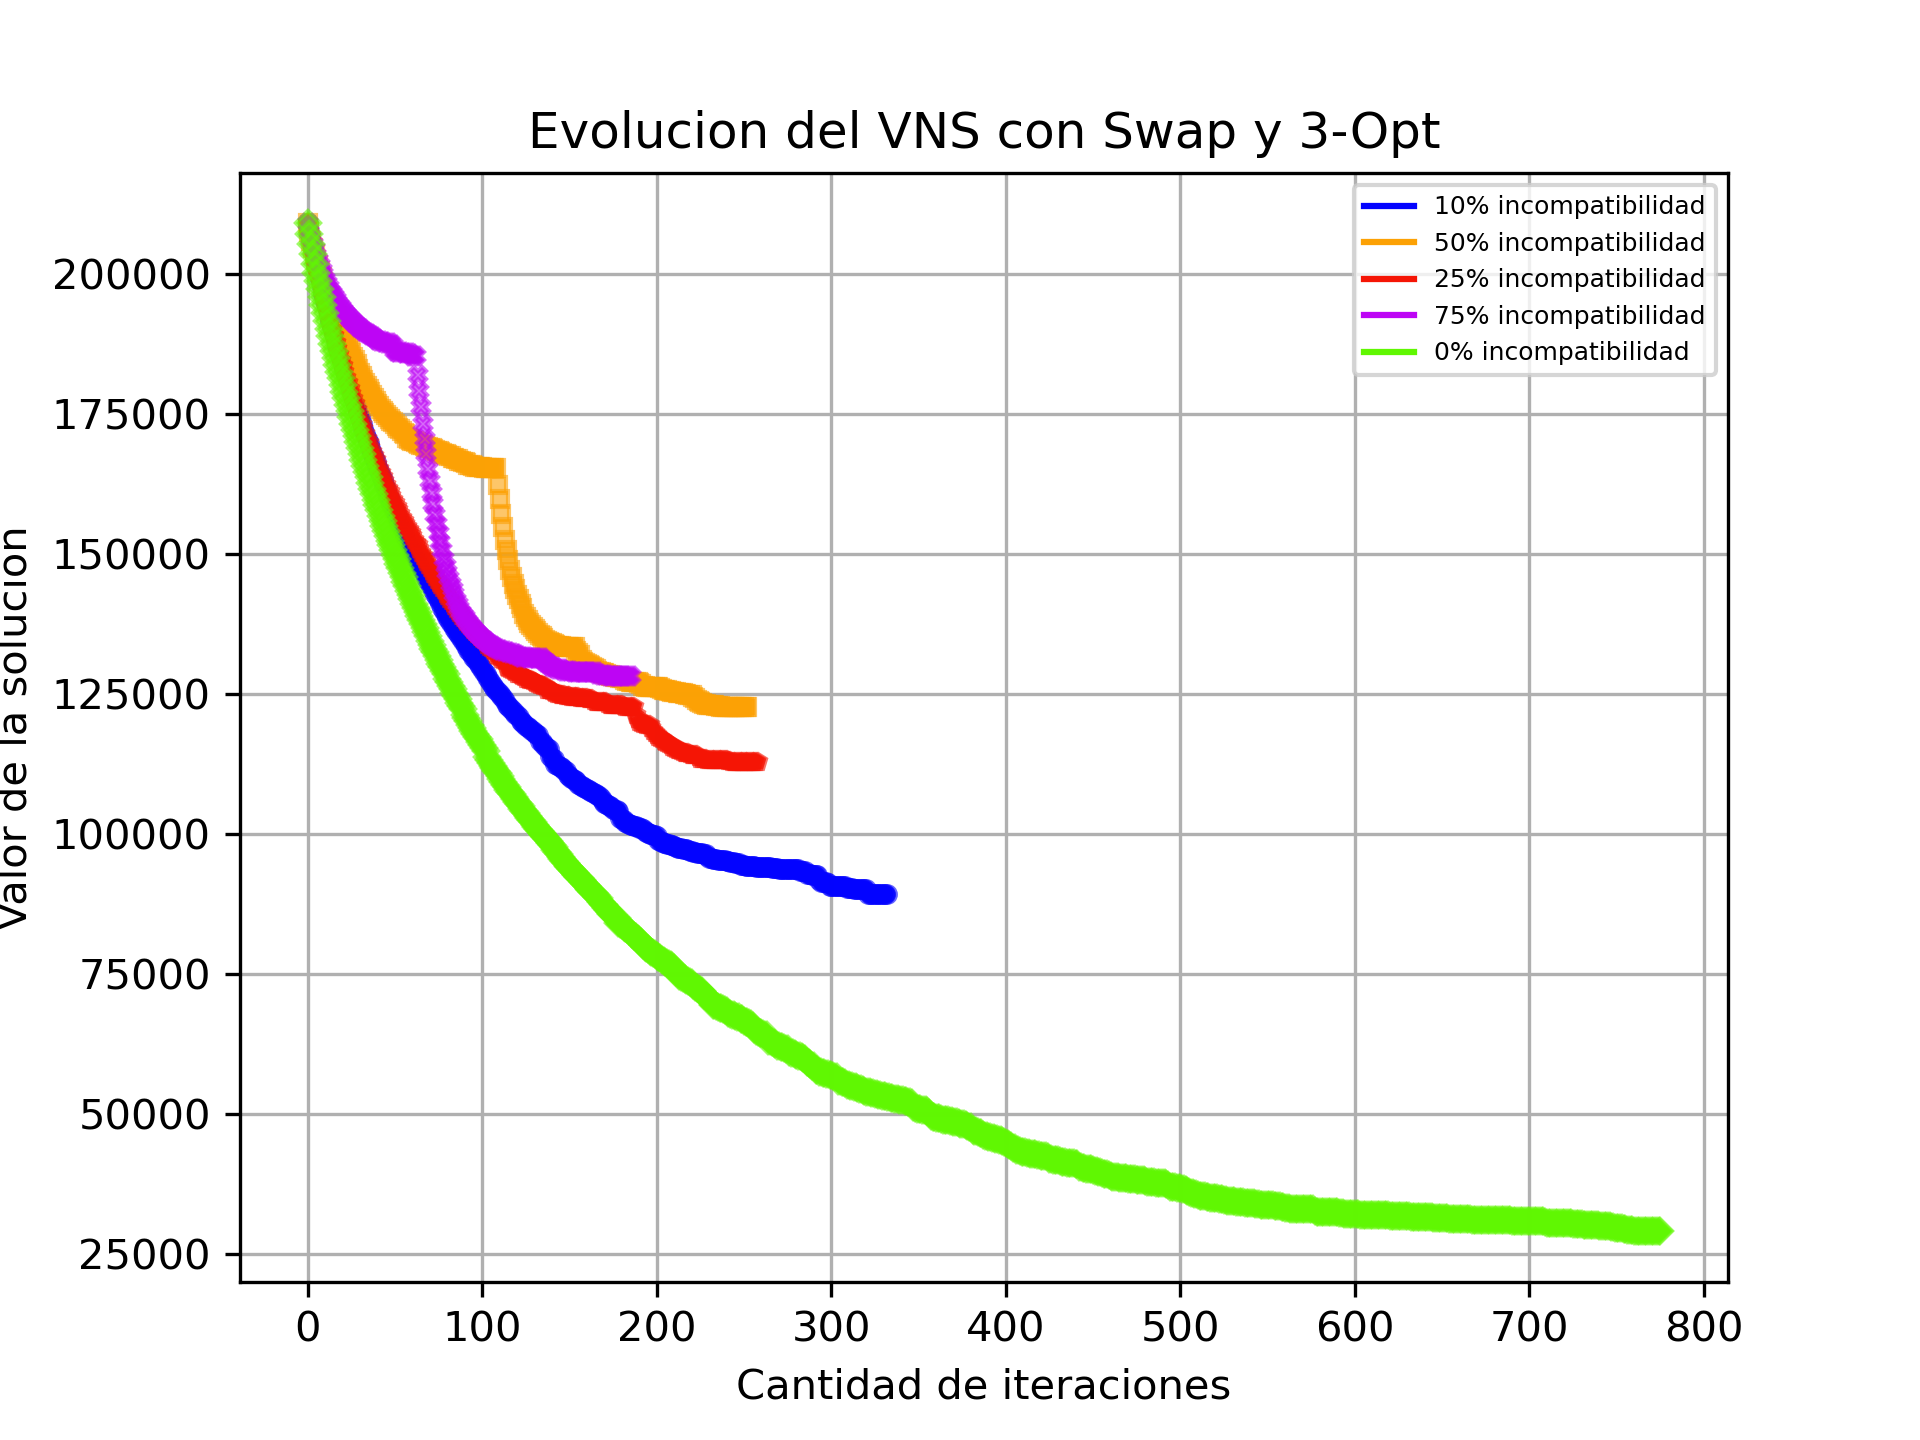 Evolucion del VNS con Swap y 3-Opt
10% incompatibilidad
50% incompatibilidad
25% incompatibilidad
75% incompatibilidad
0% incompatibilidad
200000
175000
150000
125000
100000
75000
50000
25000
Valor de la solucion
0 100 200 300 400 500 600 700 800
Cantidad de iteraciones